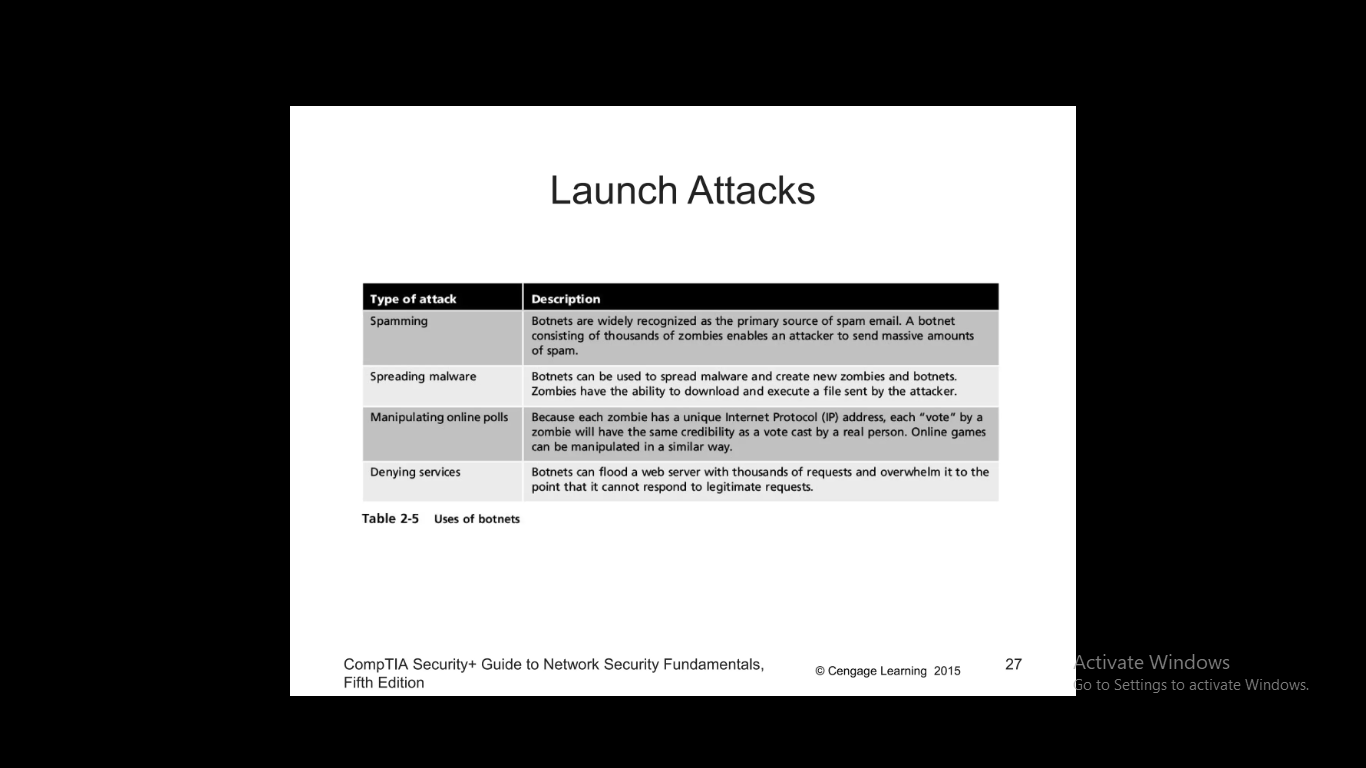 Launch Attacks
Type of attack Description
Spamming Botnets are widely recognized as the primary source of spam email. A botnet
consisting of thousands of zombies enables an attacker to send massive amounts
of spam.
Spreading malware Botnets can be used to spread malware and create new zombies and botnets.
Zombies have the ability to download and execute a file sent by the attacker.
Manipulating online polls Because each zombie has a unique Internet Protocol (IP) address, each “vote” by a
zombie will have the same credibility as a vote cast by a real person. Online games
can be manipulated in a similar way.
Denying services Botnets can flood a web server with thousands of requests and overwhelm it to the
point that it cannot respond to legitimate requests.
Table 2-5 Uses of botnets
CompTIA Security+ Guide to Network Security Fundamentals,
Fifth Edition
© Cengage Learning 2015
27
Activate Windows
Go to Settings to activate Windows.